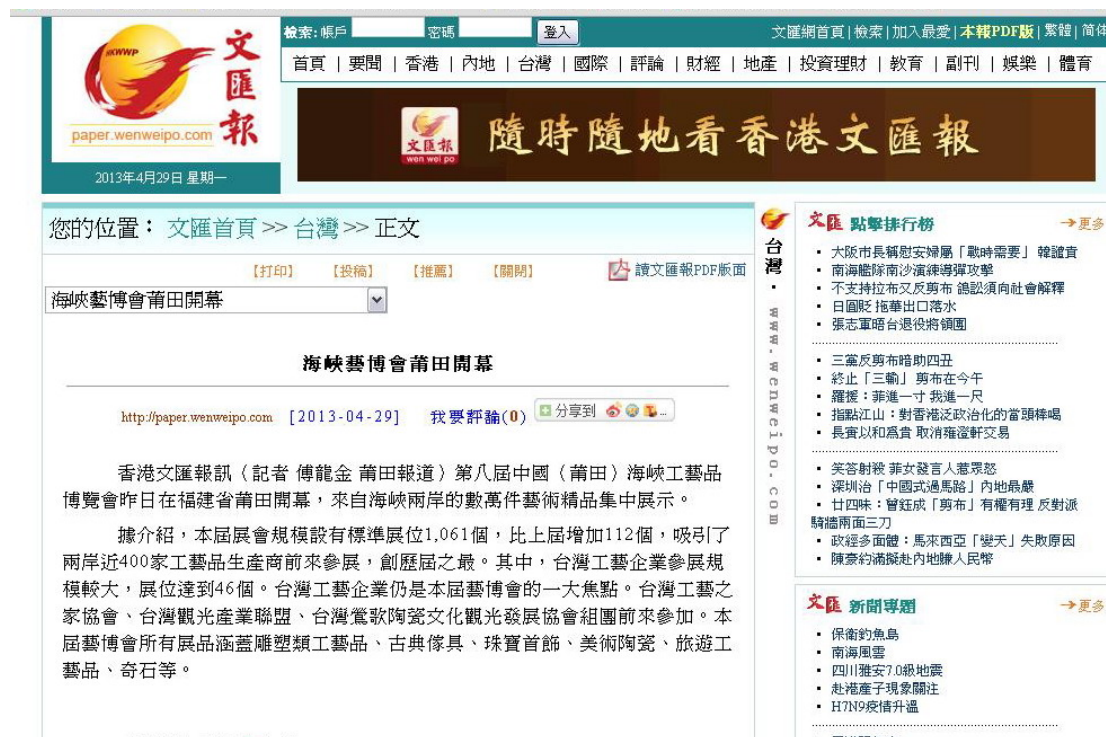 HKWWP
文匯報
paper.wenweipo.com
2013年4月29日 星期一
檢索: 帳戶 密碼 登入
文匯網首頁 | 檢索 | 加入最愛 | 本報PDF版 | 繁體 | 简体
首頁 | 要聞 | 香港 | 內地 | 台灣 | 國際 | 評論 | 財經 | 地產 | 投資理財 | 教育 | 副刊 | 娛樂 | 體育
文匯報
wen wei po
隨時隨地看香港文匯報
您的位置： 文匯首頁 >> 台灣 >> 正文
【打印】 【投稿】 【推薦】 【關閉】 讀文匯報PDF版面
海峽藝博會莆田開幕
海峽藝博會莆田開幕
http://paper.wenweipo.com [2013-04-29] 我要評論(0) 分享到
香港文匯報訊（記者 傅龍金 莆田報道）第八屆中國（莆田）海峽工藝品
博覽會昨日在福建省莆田開幕，來自海峽兩岸的數萬件藝術精品集中展示。
據介紹，本屆展會規模設有標準展位1,061個，比上屆增加112個，吸引了
兩岸近400家工藝品生產商前來參展，創歷屆之最。其中，台灣工藝企業參展規
模較大，展位達到46個。台灣工藝企業仍是本屆藝博會的一大焦點。台灣工藝之
家協會、台灣觀光產業聯盟、台灣鶯歌陶瓷文化觀光發展協會組團前來參加。本
屆藝博會所有展品涵蓋雕塑類工藝品、古典傢具、珠寶首飾、美術陶瓷、旅遊工
藝品、奇石等。
台灣・www.wenweipo.com
文匯 點擊排行榜 更多
大阪市長稱慰安婦屬「戰時需要」 韓譴責
南海艦隊南沙演練導彈攻擊
不支持拉布又反剪布 鴿訟須向社會解釋
日圓貶 拖華出口落水
張志軍晤台退役將領團
三黨反剪布暗助四丑
終止「三輸」 剪布在今午
羅援：菲進一寸 我進一尺
指點江山：對香港泛政治化的當頭棒喝
長實以和為貴 取消雍澄軒交易
笑答射殺 菲女發言人惹眾怒
深圳治「中國式過馬路」內地最嚴
廿四味：曾鈺成「剪布」有權有理 反對派
騎牆兩面三刀
政經多面體：馬來西亞「變天」失敗原因
陳豪約滿擬赴內地賺人民幣
文匯 新聞專題 更多
保衛釣魚島
南海風雲
四川雅安7.0級地震
赴港產子現象關注
H7N9疫情升溫